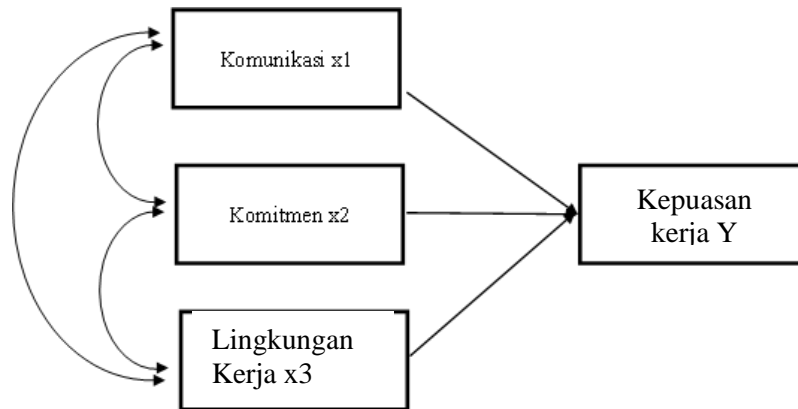 Komunikasi x1
Komitmen x2
Kepuasan
kerja Y
Lingkungan
Kerja x3